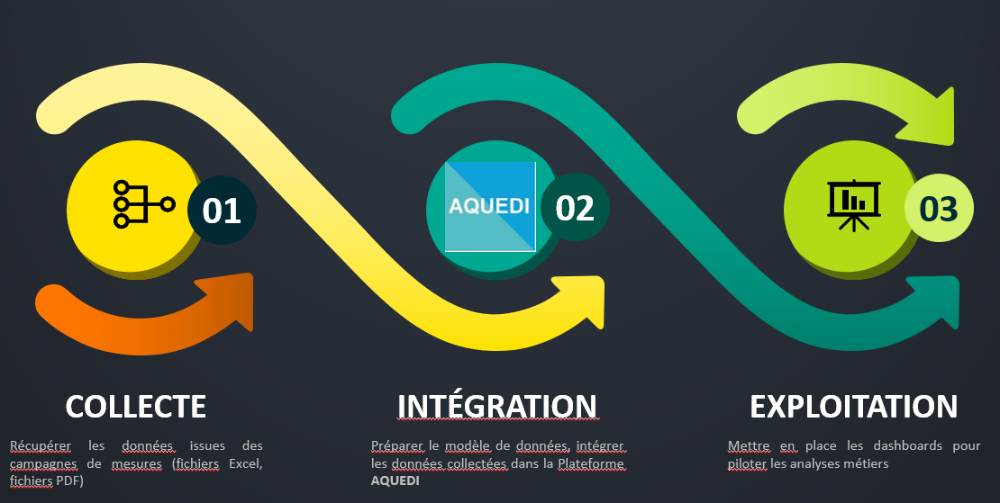 01
AQUEDI
02
03
COLLECTE
Récupérer les données issues des
campagnes de mesures (fichiers Excel,
fichiers PDF)
INTÉGRATION
Préparer le modèle de données, intégrer
les données collectées dans la Plateforme
AQUEDI
EXPLOITATION
Mettre en place les dashboards pour
piloter les analyses métiers